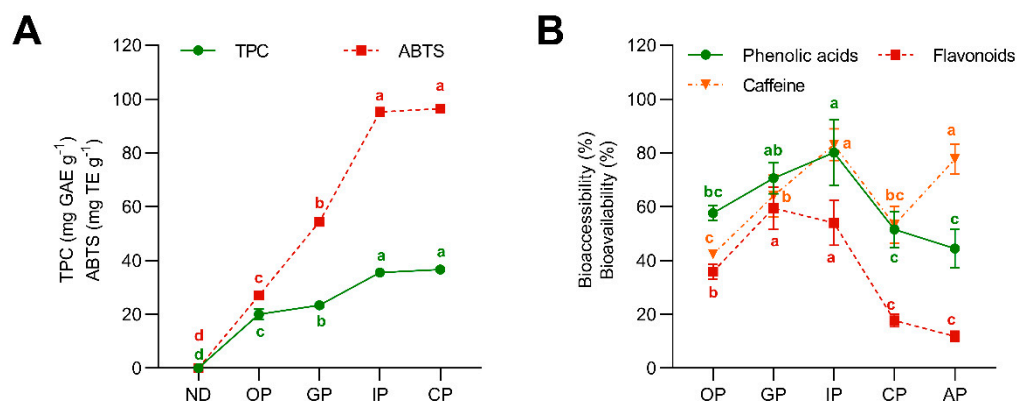 A
TPC
ABTS
TPC (mg GAE g⁻¹)
ABTS (mg TE g⁻¹)
120
100
80
60
40
20
0
a
a
b
c
d
a
a
b
c
d
ND
OP
GP
IP
CP
B
Phenolic acids
Flavonoids
Caffeine
Bioaccessibility (%)
Bioavailability (%)
120
100
80
60
40
20
0
bc
ab
a
c
c
c
b
a
bc
a
b
a
a
c
c
OP
GP
IP
CP
AP